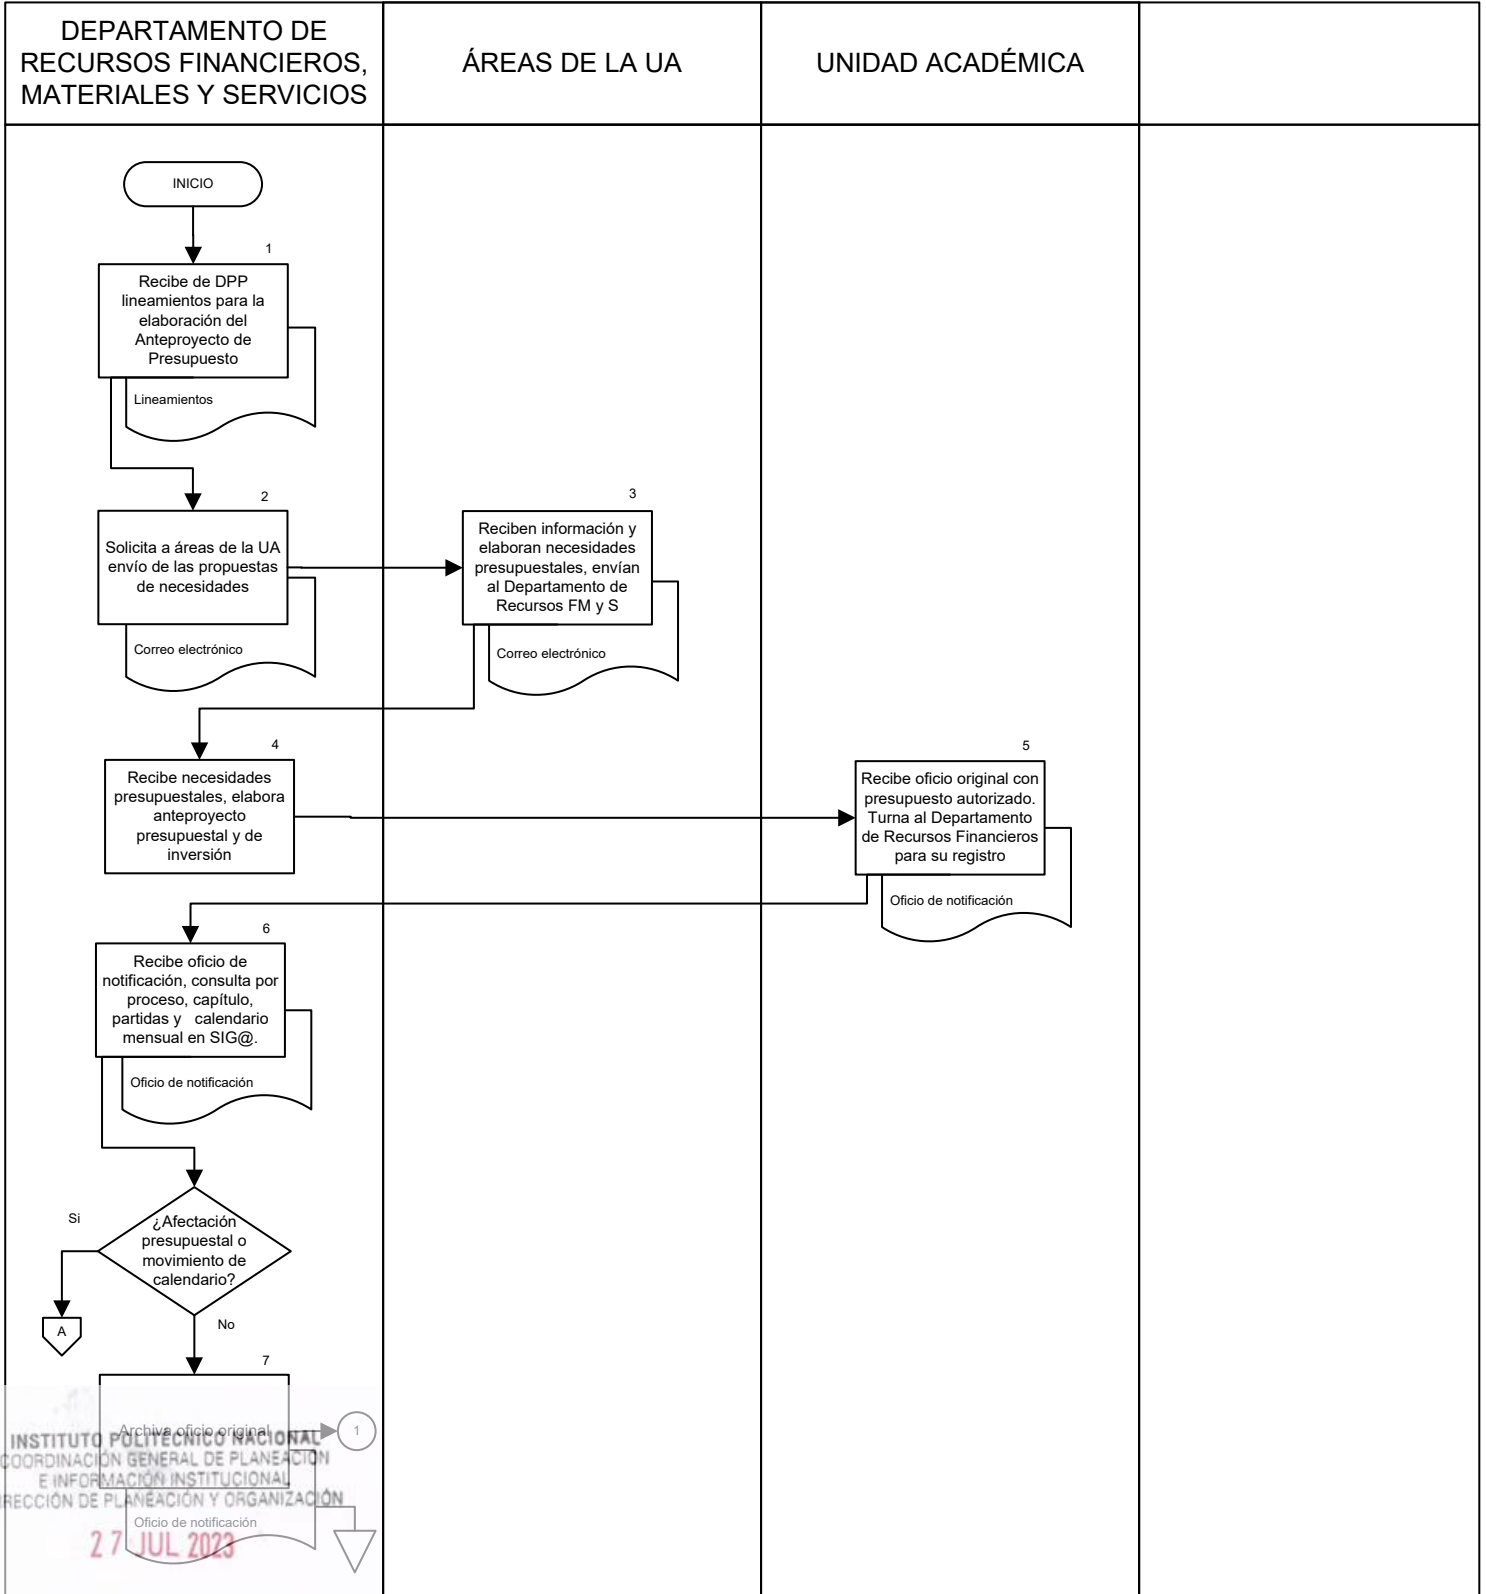 DEPARTAMENTO DE
RECURSOS FINANCIEROS,
MATERIALES Y SERVICIOS
ÁREAS DE LA UA
UNIDAD ACADÉMICA
INICIO
1
Recibe de DPP
lineamientos para la
elaboración del
Anteproyecto de
Presupuesto
Lineamientos
2
Solicita a áreas de la UA
envío de las propuestas
de necesidades
Correo electrónico
3
Reciben información y
elaboran necesidades
presupuestales, envían
al Departamento de
Recursos FM y S
Correo electrónico
4
Recibe necesidades
presupuestales, elabora
anteproyecto
presupuestal y de
inversión
5
Recibe oficio original con
presupuesto autorizado.
Turna al Departamento
de Recursos Financieros
para su registro
Oficio de notificación
6
Recibe oficio de
notificación, consulta por
proceso, capítulo,
partidas y calendario
mensual en SIG@.
Oficio de notificación
¿Afectación
presupuestal o
movimiento de
calendario?
Si
A
No
7
Archiva oficio original
1
Oficio de notificación
INSTITUTO POLITECNICO NACIONAL
COORDINACIÓN GENERAL DE PLANEACIÓN
E INFORMACIÓN INSTITUCIONAL
RECCIÓN DE PLANEACIÓN Y ORGANIZACIÓN
27 JUL 2023